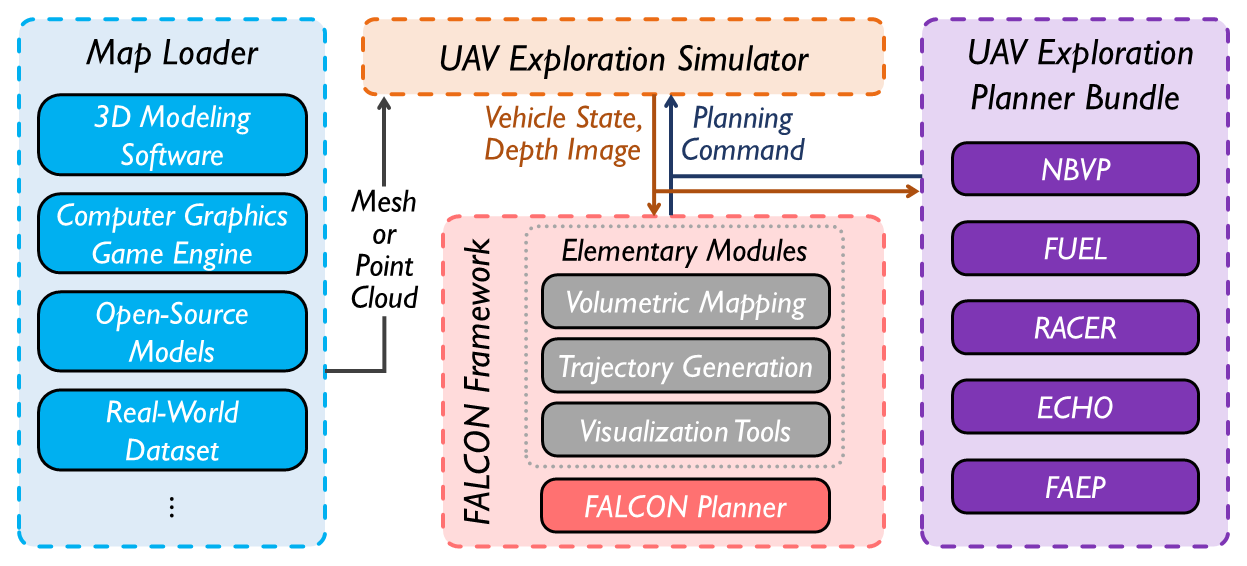 Map Loader
3D Modeling
Software
Computer Graphics
Game Engine
Open-Source
Models
Real-World
Dataset
⋮
Mesh
or
Point
Cloud
UAV Exploration Simulator
Vehicle State,
Depth Image
Planning
Command
FALCON Framework
Elementary Modules
Volumetric Mapping
Trajectory Generation
Visualization Tools
FALCON Planner
UAV Exploration
Planner Bundle
NBVP
FUEL
RACER
ECHO
FAEP